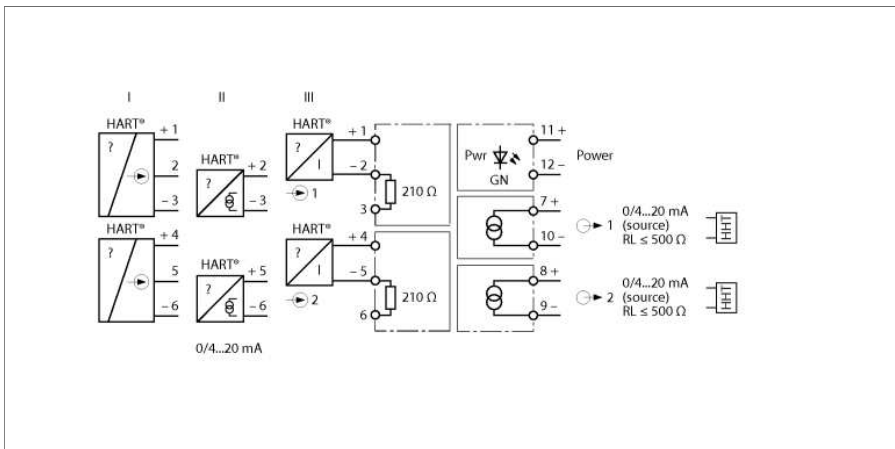 I II III
HART® HART® HART®
? + 1
2
– 3
HART®
? + 2
– 3
? I
+ 1
– 2
3
1
210 Ω
HART®
? + 4
5
– 6
HART®
? + 5
– 6
HART®
? I
+ 4
– 5
6
2
210 Ω
0/4...20 mA
Pwr
GN
11 +
12 –
Power
7 +
10 –
1
0/4...20 mA
(source)
RL ≤ 500 Ω
HHT
8 +
9 –
2
0/4...20 mA
(source)
RL ≤ 500 Ω
HHT